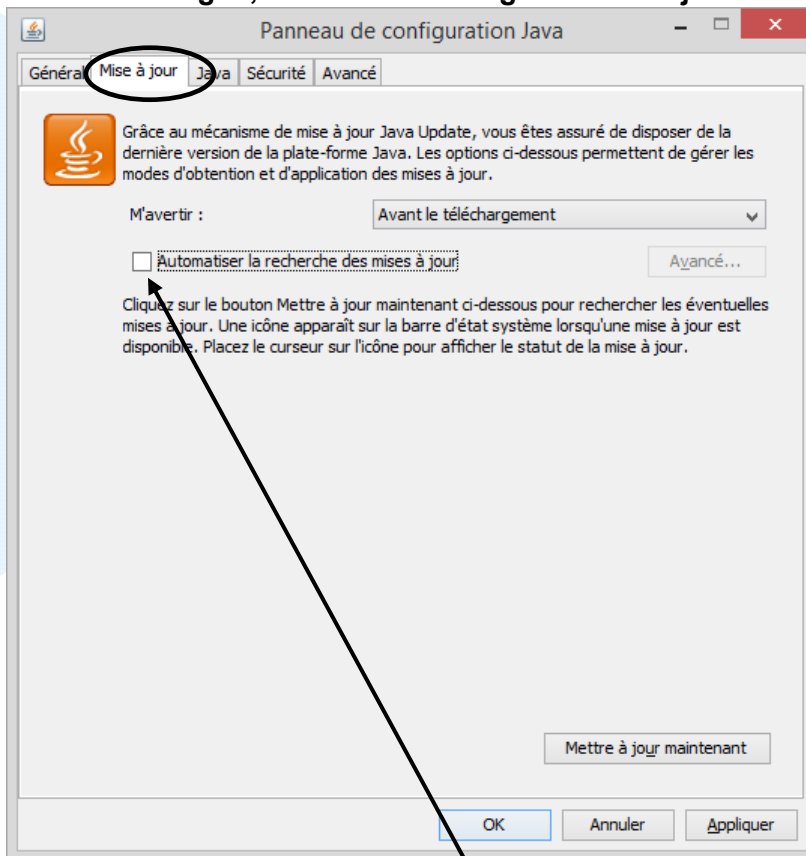 Panneau de configuration Java
Général Mise à jour Java Sécurité Avancé
Grâce au mécanisme de mise à jour Java Update, vous êtes assuré de disposer de la
dernière version de la plate-forme Java. Les options ci-dessous permettent de gérer les
modes d'obtention et d'application des mises à jour.
M'avertir : Avant le téléchargement
Automatiser la recherche des mises à jour Avancé...
Cliquez sur le bouton Mettre à jour maintenant ci-dessous pour rechercher les éventuelles
mises à jour. Une icône apparaît sur la barre d'état système lorsqu'une mise à jour est
disponible. Placez le curseur sur l'icône pour afficher le statut de la mise à jour.
Mettre à jour maintenant
OK Annuler Appliquer